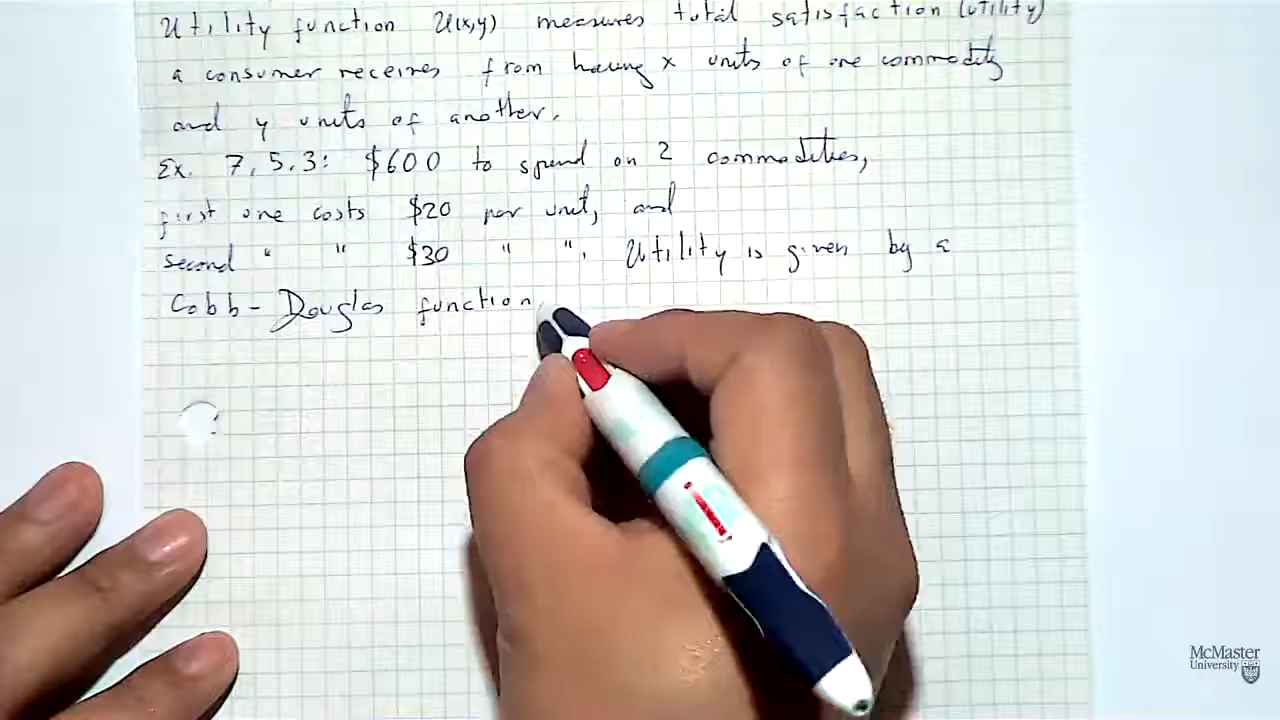 Utility function U(x,y) measures total satisfaction (utility)
a consumer receives from having x units of one commodity
and y units of another.
Ex. 7.5.3: $600 to spend on 2 commodities,
first one costs $20 per unit, and
second " " $30 " ". Utility is given by a
Cobb-Douglas function
McMaster
University